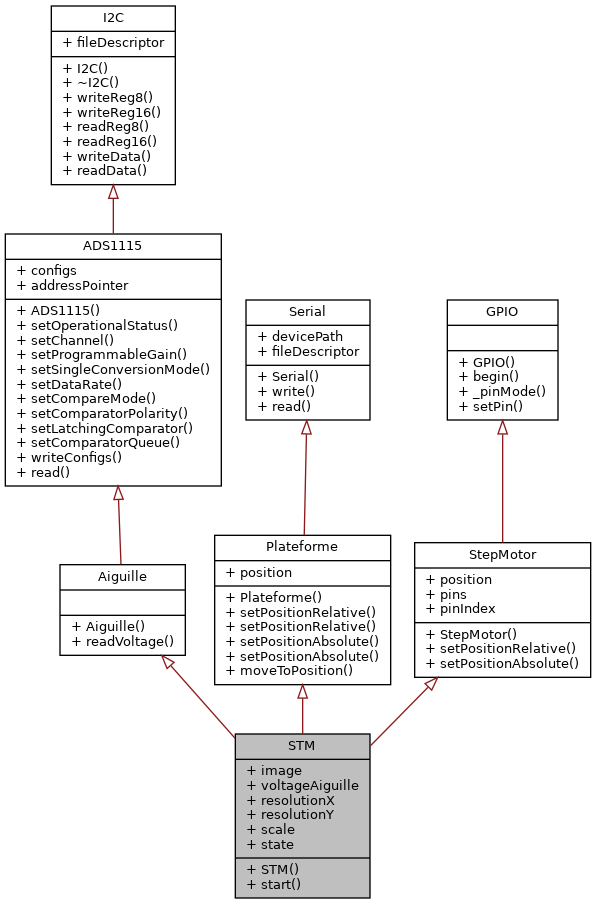 I2C
+ fileDescriptor
+ I2C()
+ ~I2C()
+ writeReg8()
+ writeReg16()
+ readReg8()
+ readReg16()
+ writeData()
+ readData()
ADS1115
+ configs
+ addressPointer
+ ADS1115()
+ setOperationalStatus()
+ setChannel()
+ setProgrammableGain()
+ setSingleConversionMode()
+ setDataRate()
+ setCompareMode()
+ setComparatorPolarity()
+ setLatchingComparator()
+ setComparatorQueue()
+ writeConfigs()
+ read()
Serial
+ devicePath
+ fileDescriptor
+ Serial()
+ write()
+ read()
GPIO
+ GPIO()
+ begin()
+ _pinMode()
+ setPin()
Aiguille
+ Aiguille()
+ readVoltage()
Plateforme
+ position
+ Plateforme()
+ setPositionRelative()
+ setPositionRelative()
+ setPositionAbsolute()
+ setPositionAbsolute()
+ moveToPosition()
StepMotor
+ position
+ pins
+ pinIndex
+ StepMotor()
+ setPositionRelative()
+ setPositionAbsolute()
STM
+ image
+ voltageAiguille
+ resolutionX
+ resolutionY
+ scale
+ state
+ STM()
+ start()